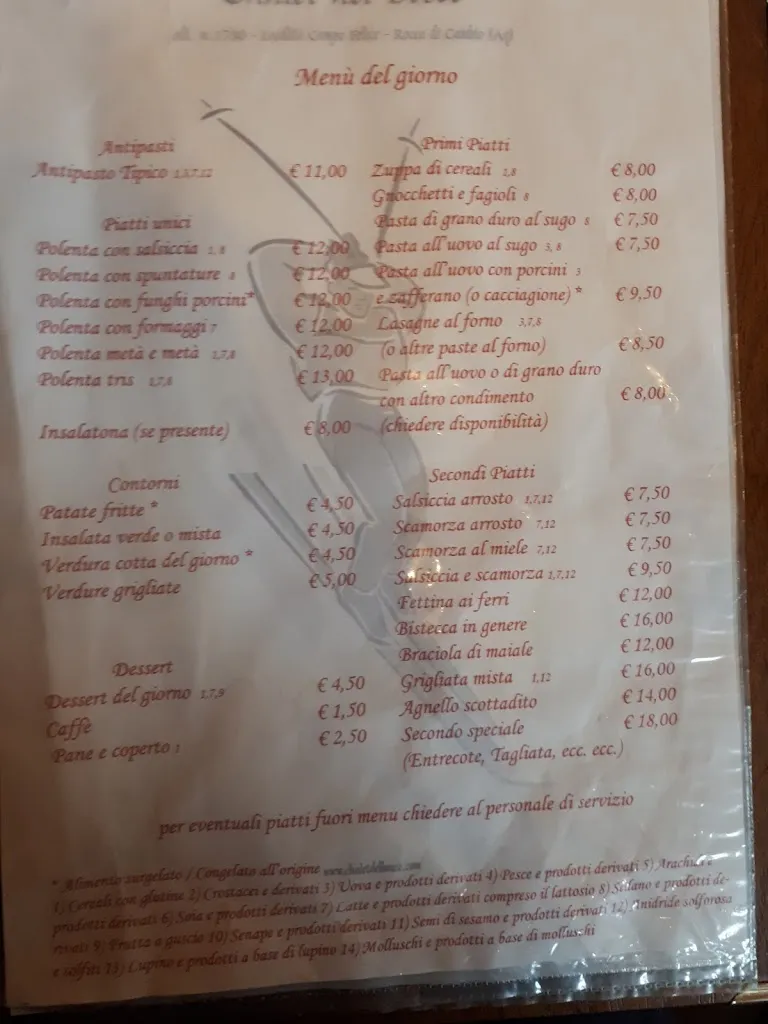 Menù del giorno
Antipasti
Antipasto Tipico 1,3,7,12 € 11,00
Piatti unici
Polenta con salsiccia 1, 8 € 12,00
Polenta con spuntature 8 € 12,00
Polenta con funghi porcini* € 12,00
Polenta con formaggi 7 € 12,00
Polenta metà e metà 1,7,8 € 12,00
Polenta tris 1,7,8 € 13,00
Insalatona (se presente) € 8,00
Contorni
Patate fritte * € 4,50
Insalata verde o mista € 4,50
Verdura cotta del giorno * € 4,50
Verdure grigliate € 5,00
Dessert
Dessert del giorno 1,7,9 € 4,50
Caffè € 1,50
Pane e coperto 1 € 2,50
Primi Piatti
Zuppa di cereali 1,8 € 8,00
Gnocchetti e fagioli 8 € 8,00
Pasta di grano duro al sugo 8 € 7,50
Pasta all'uovo al sugo 3, 8 € 7,50
Pasta all'uovo con porcini 3
e zafferano (o cacciagione) * € 9,50
Lasagne al forno 3,7,8
(o altre paste al forno) € 8,50
Pasta all'uovo o di grano duro
con altro condimento € 8,00
(chiedere disponibilità)
Secondi Piatti
Salsiccia arrosto 1,7,12 € 7,50
Scamorza arrosto 7,12 € 7,50
Scamorza al miele 7,12 € 7,50
Salsiccia e scamorza 1,7,12 € 9,50
Fettina ai ferri € 12,00
Bistecca in genere € 16,00
Braciola di maiale € 12,00
Grigliata mista 1,12 € 16,00
Agnello scottadito € 14,00
Secondo speciale € 18,00
(Entrecote, Tagliata, ecc. ecc.)
per eventuali piatti fuori menu chiedere al personale di servizio
* Alimento surgelato / Congelato all'origine
1) Cereali con glutine 2) Crostacei e derivati 3) Uova e prodotti derivati 4) Pesce e prodotti derivati 5) Arachidi e
prodotti derivati 6) Soia e prodotti derivati 7) Latte e prodotti derivati compreso il lattosio 8) Sedano e prodotti de-
rivati 9) Frutta a guscio 10) Senape e prodotti derivati 11) Semi di sesamo e prodotti derivati 12) Anidride solforosa
e solfiti 13) Lupino e prodotti a base di lupino 14) Molluschi e prodotti a base di molluschi